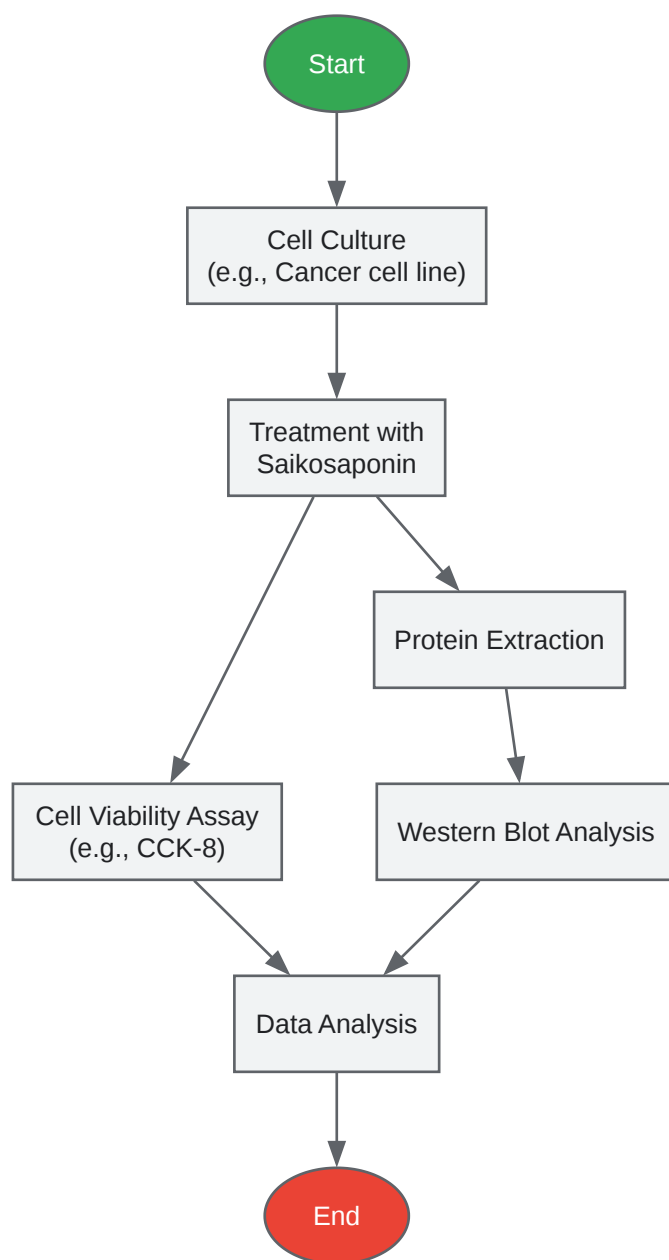 Start
Cell Culture
(e.g., Cancer cell line)
Treatment with
Saikosaponin
Protein Extraction
Cell Viability Assay
(e.g., CCK-8)
Western Blot Analysis
Data Analysis
End